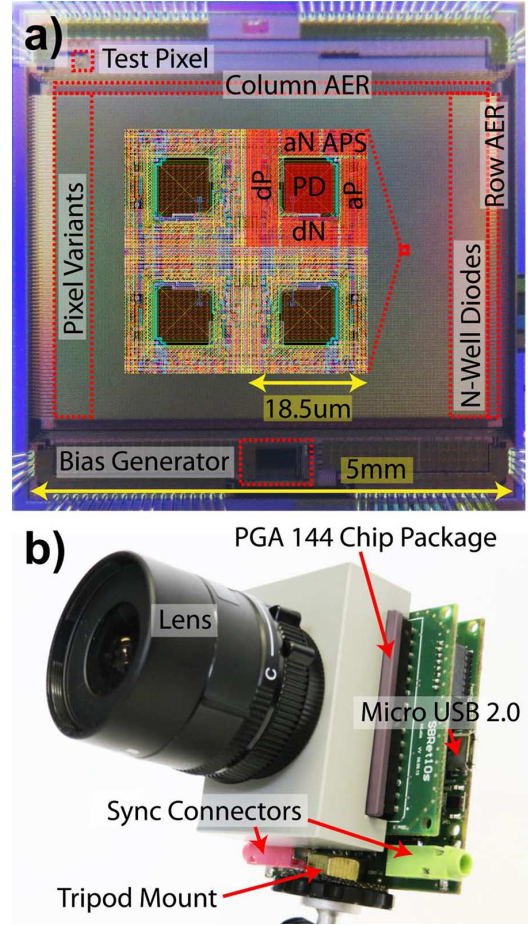 a)
Test Pixel
Column AER
Row AER
aN APS
dP
PD
aP
dN
Pixel Variants
N-Well Diodes
18.5um
Bias Generator
5mm
b)
PGA 144 Chip Package
Lens
C
Micro USB 2.0
SBRet10s
Sync Connectors
Tripod Mount